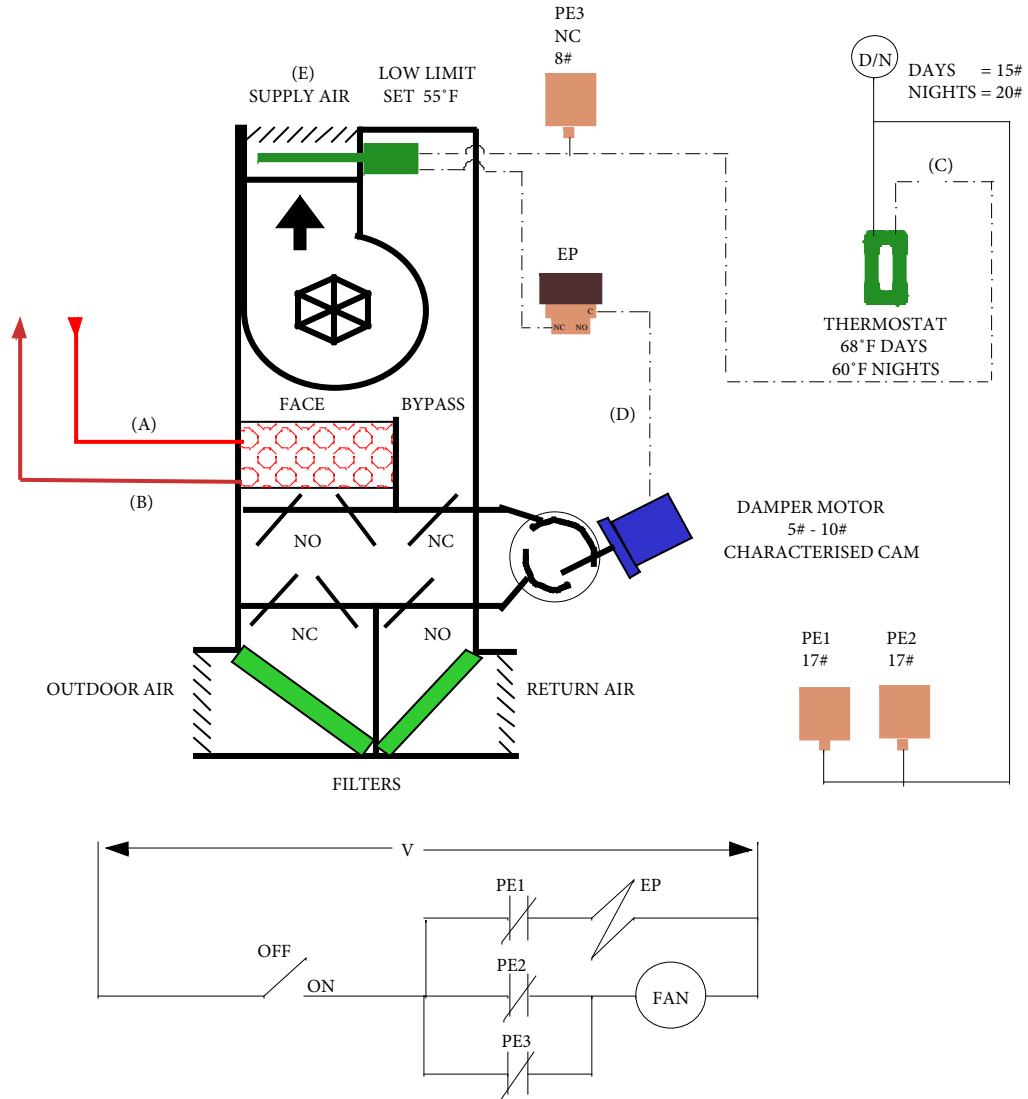 PE3
NC
8#
D/N
DAYS = 15#
NIGHTS = 20#
(E)
SUPPLY AIR
LOW LIMIT
SET 55˚F
(C)
EP
C
NC NO
THERMOSTAT
68˚F DAYS
60˚F NIGHTS
FACE
BYPASS
(A)
(D)
(B)
NO
NC
DAMPER MOTOR
5# - 10#
CHARACTERISED CAM
NC
NO
PE1
17#
PE2
17#
OUTDOOR AIR
RETURN AIR
FILTERS
V
PE1
EP
OFF
PE2
ON
FAN
PE3